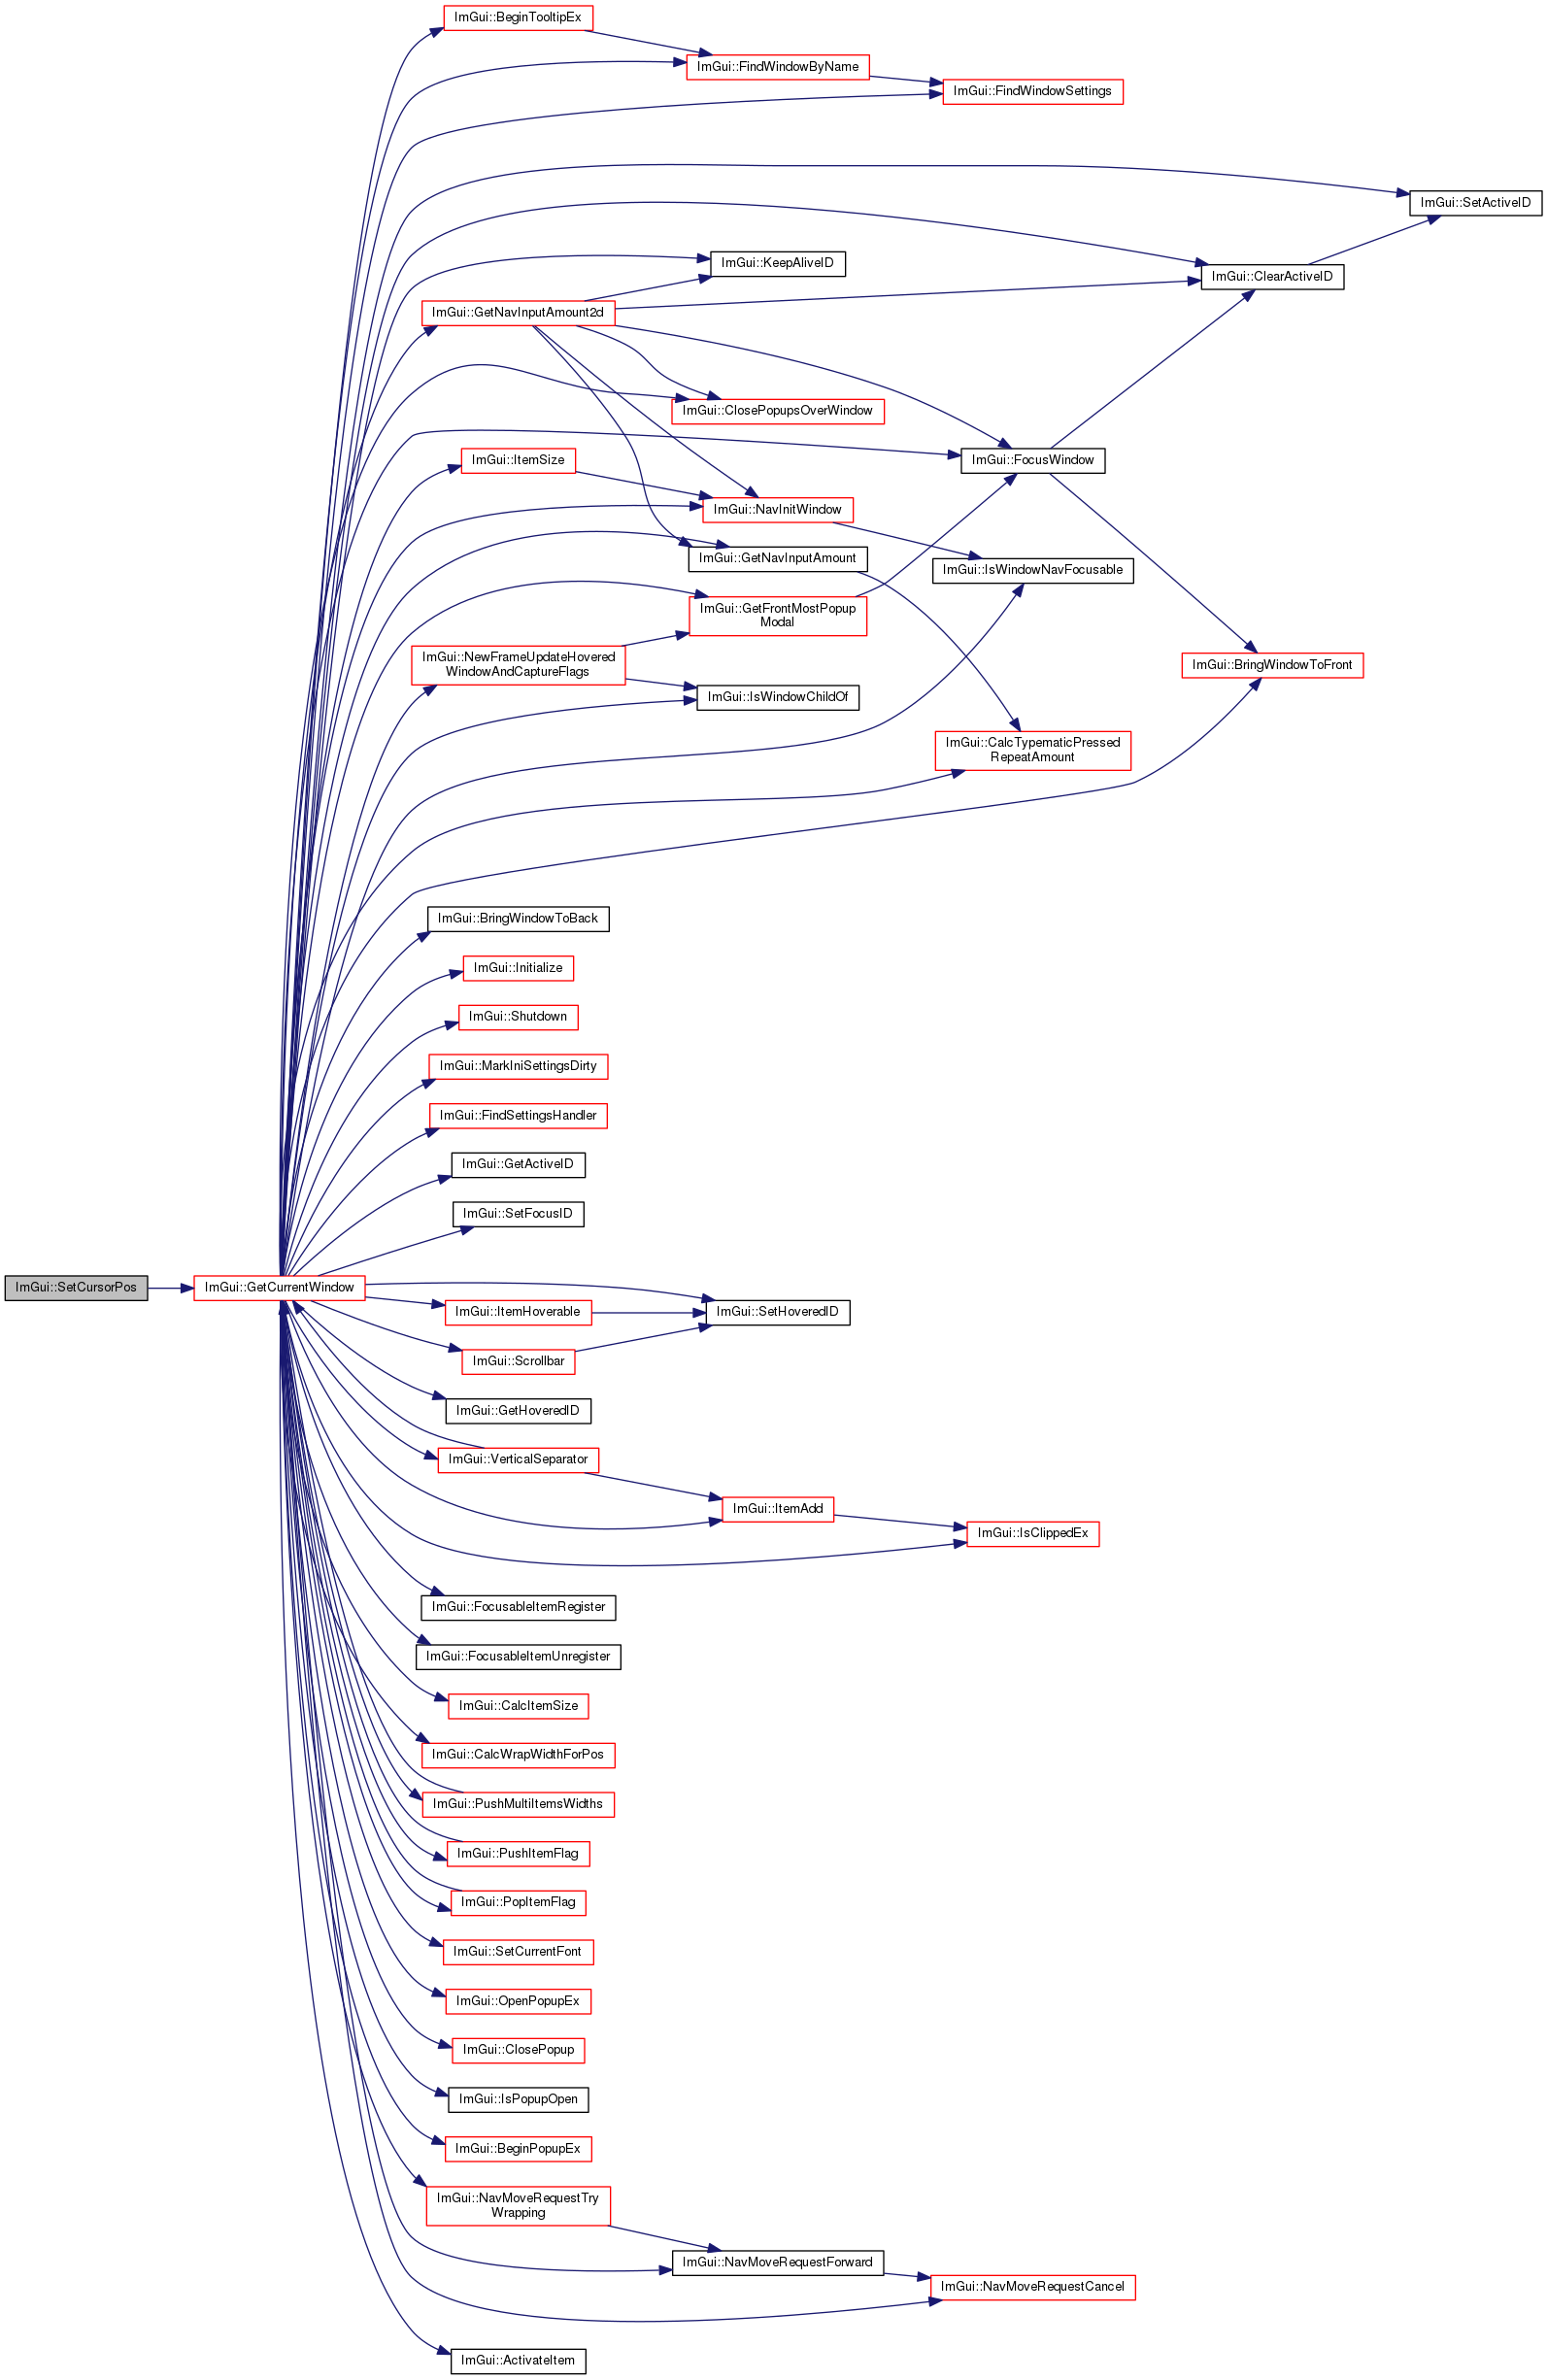 ImGui::BeginTooltipEx
ImGui::FindWindowByName
ImGui::FindWindowSettings
ImGui::SetActiveID
ImGui::KeepAliveID
ImGui::ClearActiveID
ImGui::GetNavInputAmount2d
ImGui::ClosePopupsOverWindow
ImGui::ItemSize
ImGui::FocusWindow
ImGui::NavInitWindow
ImGui::GetNavInputAmount
ImGui::IsWindowNavFocusable
ImGui::GetFrontMostPopup
Modal
ImGui::NewFrameUpdateHovered
WindowAndCaptureFlags
ImGui::BringWindowToFront
ImGui::IsWindowChildOf
ImGui::CalcTypematicPressed
RepeatAmount
ImGui::BringWindowToBack
ImGui::Initialize
ImGui::Shutdown
ImGui::MarkIniSettingsDirty
ImGui::FindSettingsHandler
ImGui::GetActiveID
ImGui::SetFocusID
ImGui::SetCursorPos
ImGui::GetCurrentWindow
ImGui::ItemHoverable
ImGui::SetHoveredID
ImGui::Scrollbar
ImGui::GetHoveredID
ImGui::VerticalSeparator
ImGui::ItemAdd
ImGui::IsClippedEx
ImGui::FocusableItemRegister
ImGui::FocusableItemUnregister
ImGui::CalcItemSize
ImGui::CalcWrapWidthForPos
ImGui::PushMultiItemsWidths
ImGui::PushItemFlag
ImGui::PopItemFlag
ImGui::SetCurrentFont
ImGui::OpenPopupEx
ImGui::ClosePopup
ImGui::IsPopupOpen
ImGui::BeginPopupEx
ImGui::NavMoveRequestTry
Wrapping
ImGui::NavMoveRequestForward
ImGui::NavMoveRequestCancel
ImGui::ActivateItem